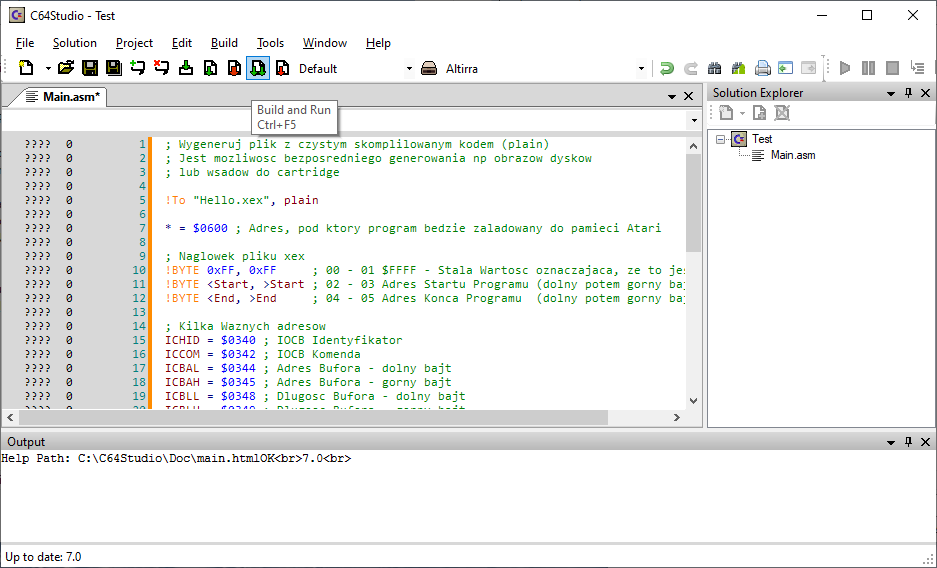 C64Studio - Test
File Solution Project Edit Build Tools Window Help
Default Altirra
Main.asm*
Build and Run
Ctrl+F5
???? 0 1 ; Wygeneruj plik z czystym skomplilowanym kodem (plain)
???? 0 2 ; Jest mozliwosc bezposredniego generowania np obrazow dyskow
???? 0 3 ; lub wsadow do cartridge
???? 0 4
???? 0 5 !To "Hello.xex", plain
???? 0 6
???? 0 7 * = $0600 ; Adres, pod ktory program bedzie zaladowany do pamieci Atari
???? 0 8
???? 0 9 ; Naglowek pliku xex
???? 0 10 !BYTE 0xFF, 0xFF ; 00 - 01 $FFFF - Stala Wartosc oznaczajaca, ze to jes
???? 0 11 !BYTE <Start, >Start ; 02 - 03 Adres Startu Programu (dolny potem gorny baj
???? 0 12 !BYTE <End, >End ; 04 - 05 Adres Konca Programu (dolny potem gorny baj
???? 0 13
???? 0 14 ; Kilka Waznych adresow
???? 0 15 ICHID = $0340 ; IOCB Identyfikator
???? 0 16 ICCOM = $0342 ; IOCB Komenda
???? 0 17 ICBAL = $0344 ; Adres Bufora - dolny bajt
???? 0 18 ICBAH = $0345 ; Adres Bufora - gorny bajt
???? 0 19 ICBLL = $0348 ; Dlugosc Bufora - dolny bajt
Solution Explorer
Test
Main.asm
Output
Help Path: C:\C64Studio\Doc\main.htmlOK<br>7.0<br>
Up to date: 7.0